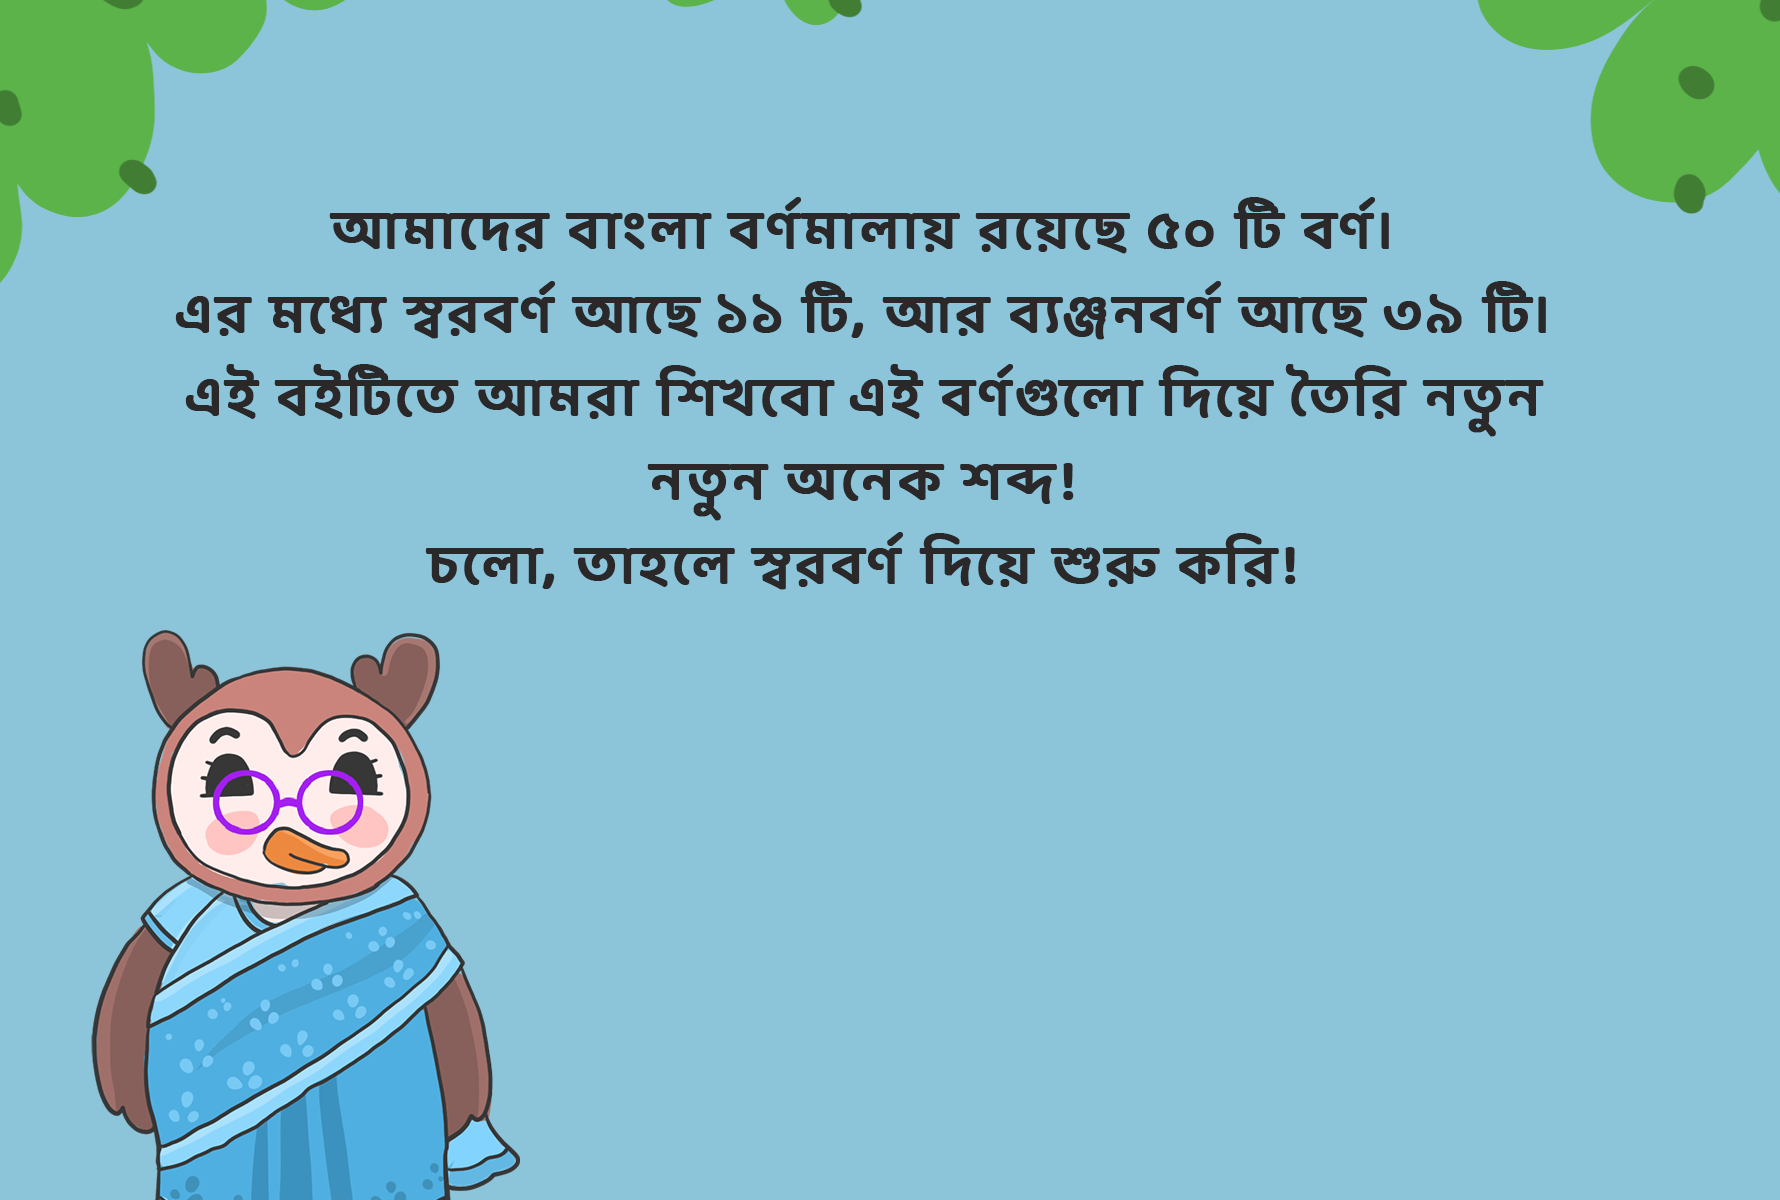 আমাদের বাংলা বর্ণমালায় রয়েছে ৫০ টি বর্ণ।
এর মধ্যে স্বরবর্ণ আছে ১১ টি, আর ব্যঞ্জনবর্ণ আছে ৩৯ টি।
এই বইটিতে আমরা শিখবো এই বর্ণগুলো দিয়ে তৈরি নতুন
নতুন অনেক শব্দ!
চলো, তাহলে স্বরবর্ণ দিয়ে শুরু করি!